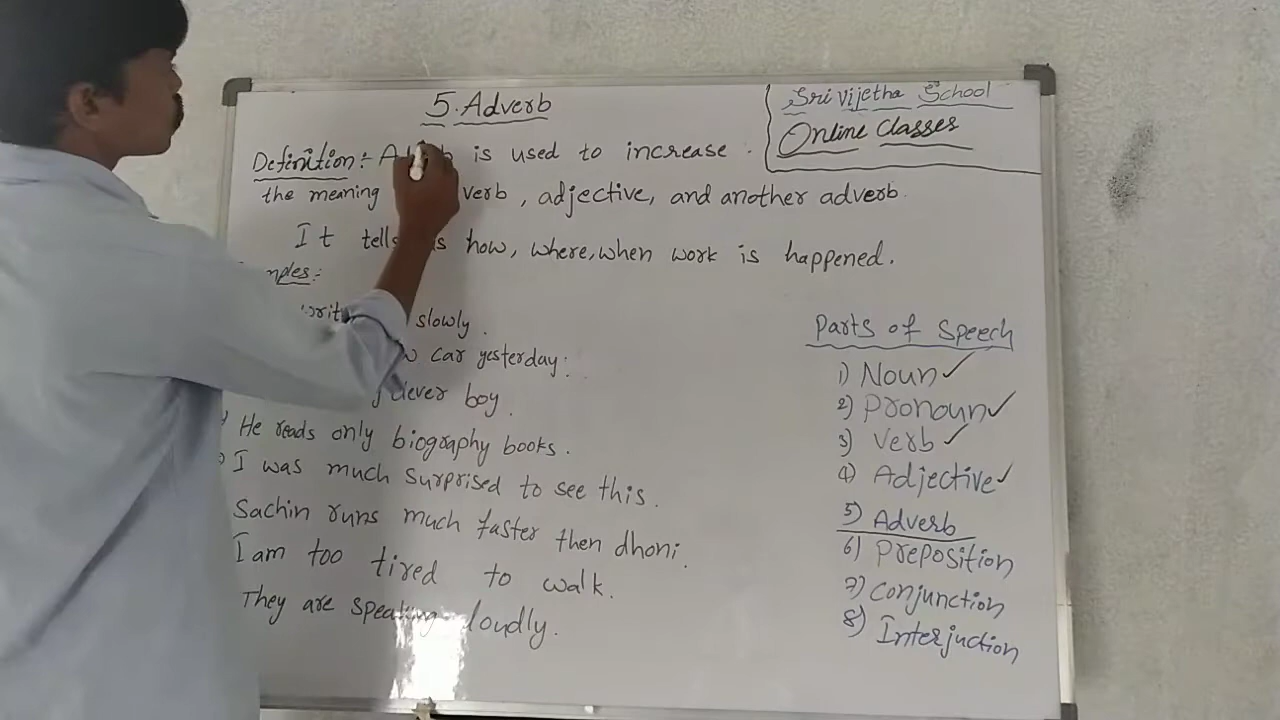 5. Adverb
Sri Vijetha School
Online Classes
Definition :- is used to increase
the meaning verb, adjective, and another adverb.
It tells how, where, when work is happened.
slowly.
car yesterday.
clever boy.
He reads only biography books.
I was much surprised to see this.
Sachin runs much faster then dhoni.
I am too tired to walk.
They are speaking loudly.
Parts of Speech
1) Noun ✓
2) Pronoun ✓
3) Verb ✓
4) Adjective ✓
5) Adverb
6) Preposition
7) Conjunction
8) Interjuction